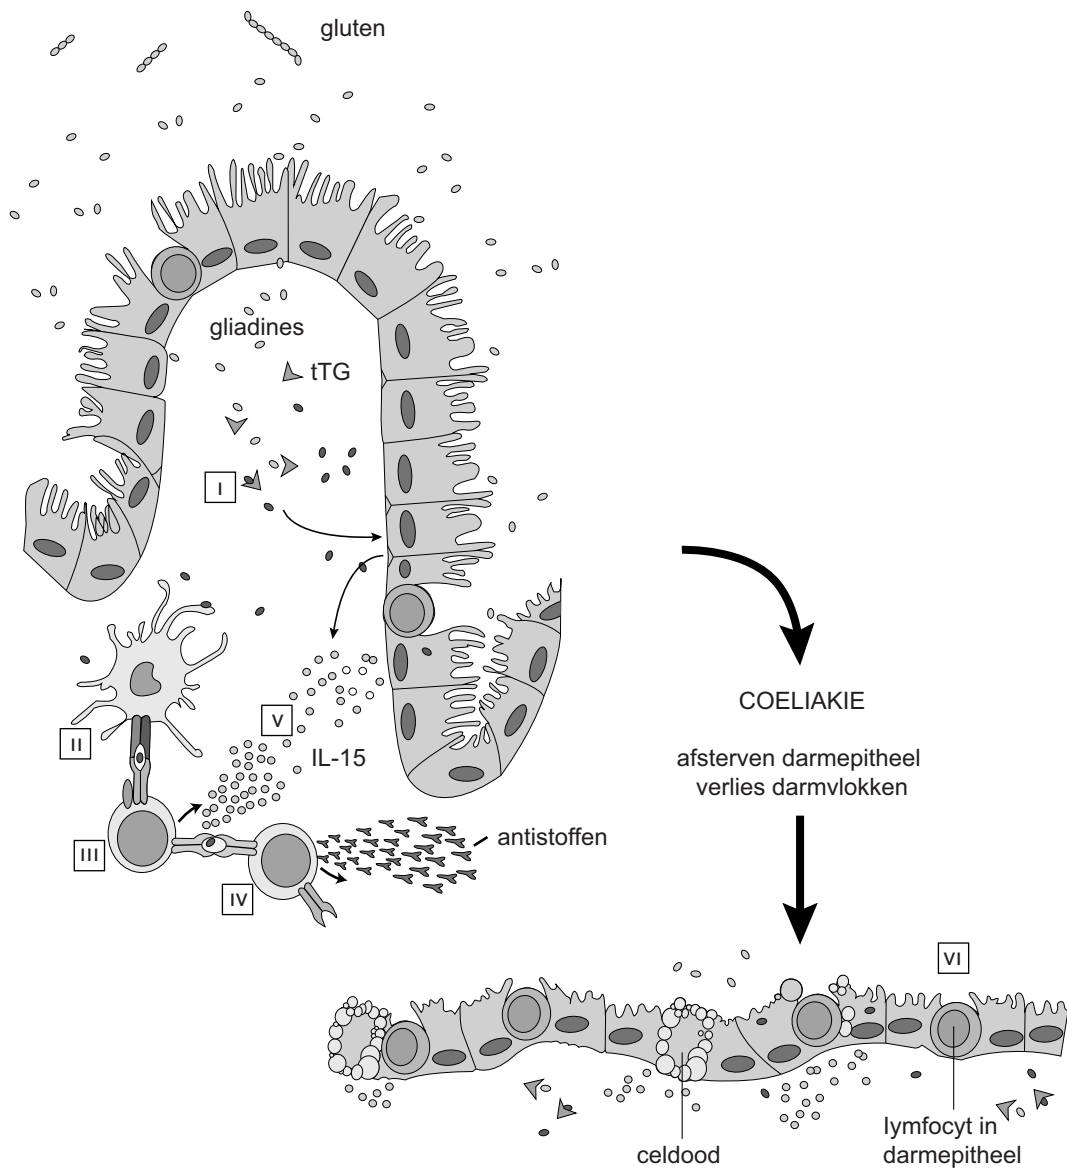 gluten
gliadines
tTG
I
II
V
IL-15
III
IV
antistoffen
COELIAKIE
afsterven darmepitheel
verlies darmvlokken
VI
celdood
lymfocyt in
darmepitheel